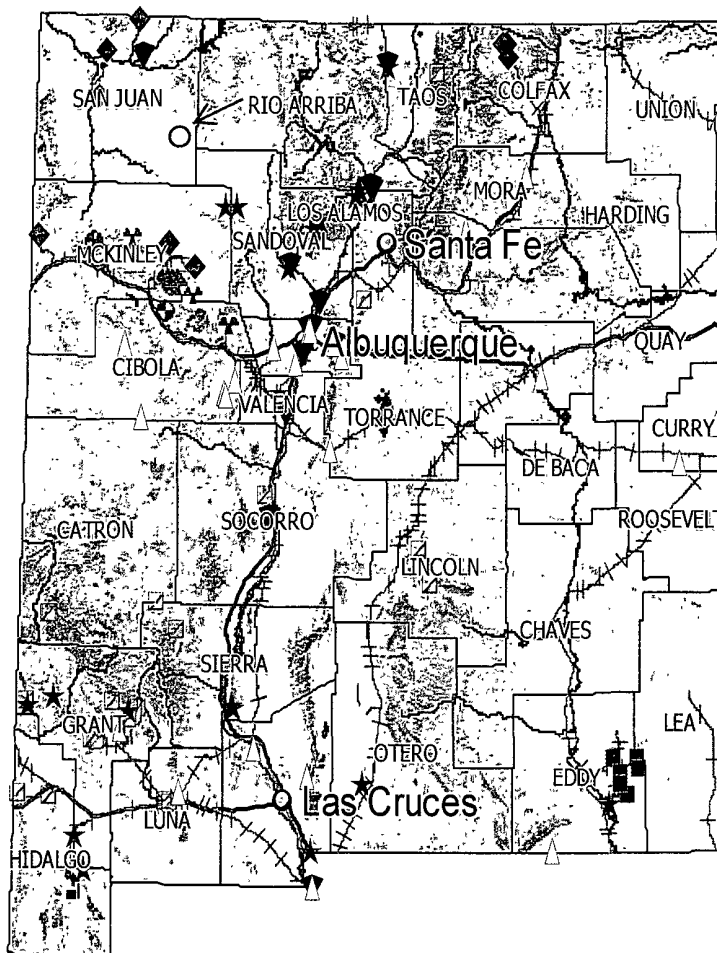 SAN JUAN
RIO ARRIBA
TAOS
COLFAX
UNION
MORA
HARDING
LOS ALAMOS
SANDOVAL
MCKINLEY
Santa Fe
Albuquerque
QUAY
CIBOLA
VALENCIA
TORRANCE
CURRY
DE BACA
SOCORRO
ROOSEVEL
CATRON
LINCOLN
CHAVES
SIERRA
GRANT
OTERO
LEA
EDDY
Las Cruces
LUNA
HIDALGO